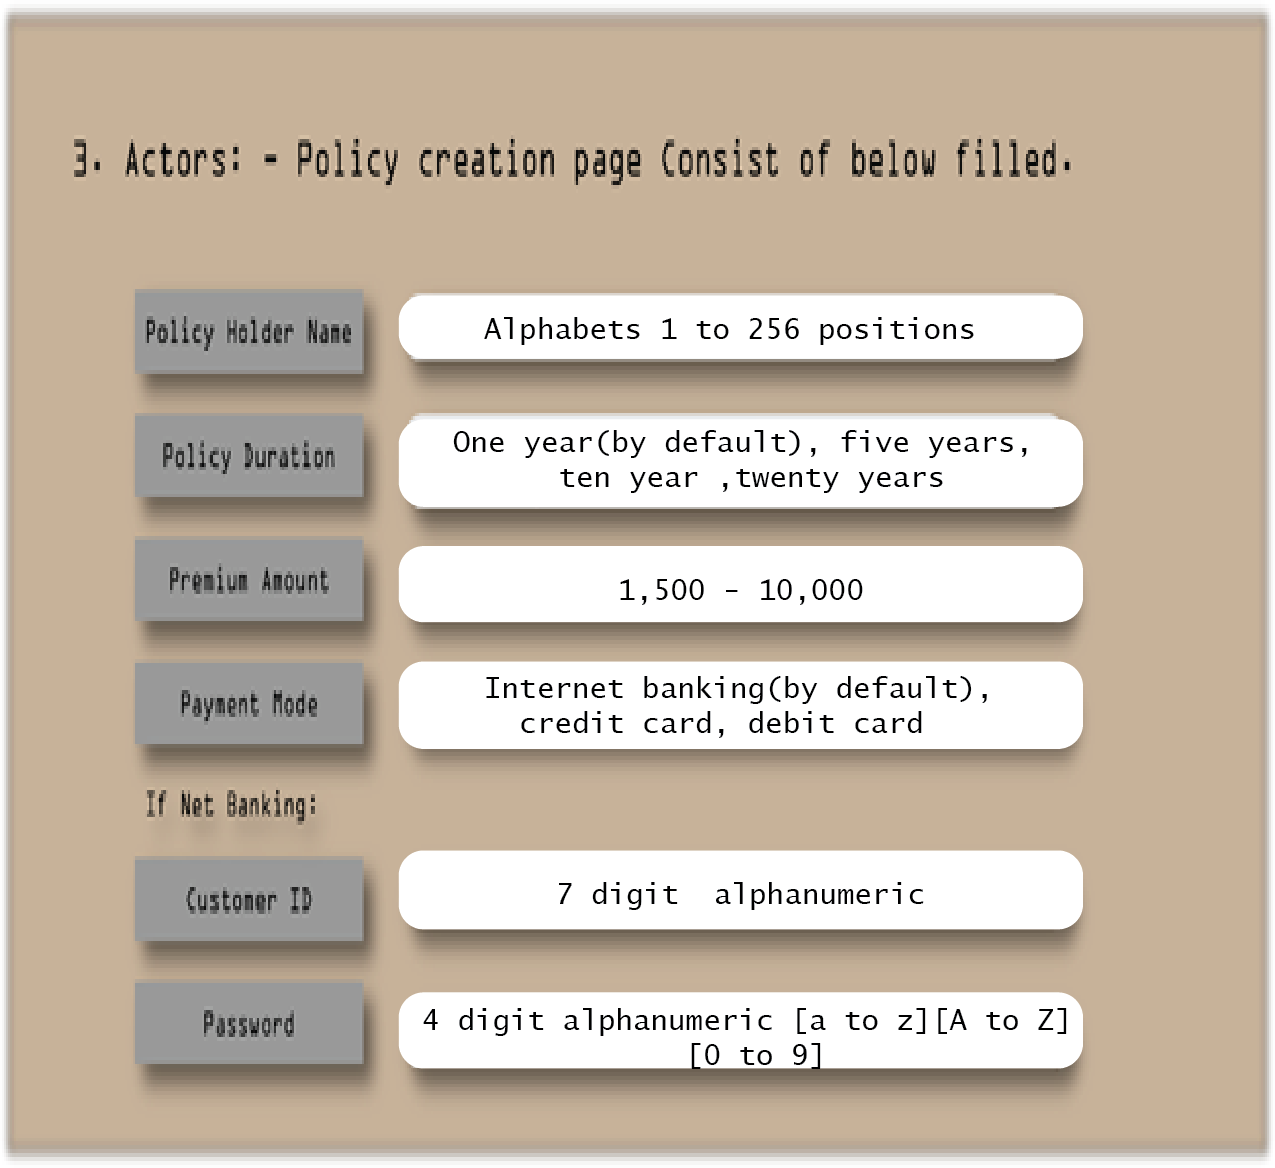 3. Actors: - Policy creation page Consist of below filled.
Policy Holder Name
Alphabets 1 to 256 positions
Policy Duration
One year(by default), five years,
ten year ,twenty years
Premium Amount
1,500 - 10,000
Payment Mode
Internet banking(by default),
credit card, debit card
If Net Banking:
Customer ID
7 digit  alphanumeric
Password
4 digit alphanumeric [a to z][A to Z]
[0 to 9]